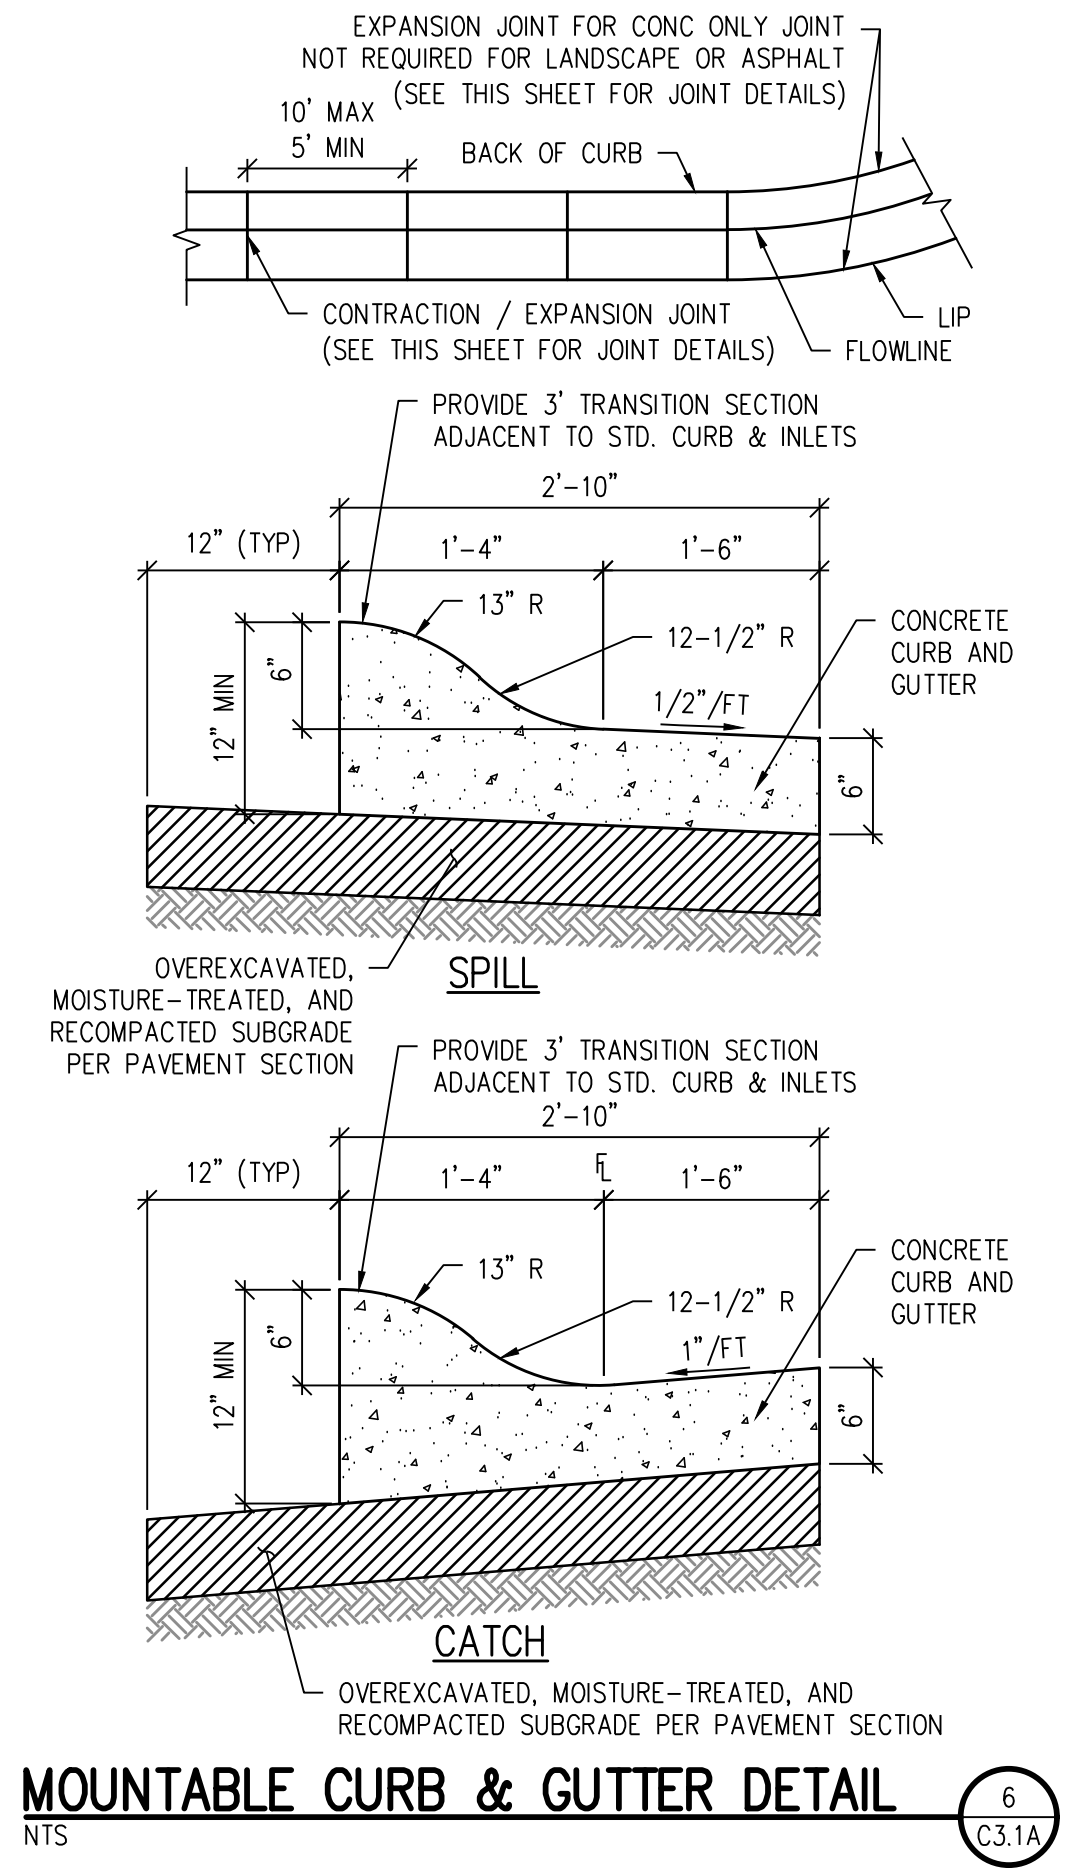 EXPANSION JOINT FOR CONC ONLY JOINT
NOT REQUIRED FOR LANDSCAPE OR ASPHALT
(SEE THIS SHEET FOR JOINT DETAILS)
10' MAX
5' MIN
BACK OF CURB
CONTRACTION / EXPANSION JOINT
(SEE THIS SHEET FOR JOINT DETAILS)
LIP
FLOWLINE
PROVIDE 3' TRANSITION SECTION
ADJACENT TO STD. CURB & INLETS
2'-10"
12" (TYP)
1'-4"
1'-6"
13" R
12-1/2" R
CONCRETE
CURB AND
GUTTER
6"
12" MIN
1/2"/FT
6"
OVEREXCAVATED,
MOISTURE-TREATED, AND
RECOMPACTED SUBGRADE
PER PAVEMENT SECTION
SPILL
PROVIDE 3' TRANSITION SECTION
ADJACENT TO STD. CURB & INLETS
2'-10"
12" (TYP)
1'-4"
FL
1'-6"
13" R
12-1/2" R
CONCRETE
CURB AND
GUTTER
6"
12" MIN
1"/FT
6"
CATCH
OVEREXCAVATED, MOISTURE-TREATED, AND
RECOMPACTED SUBGRADE PER PAVEMENT SECTION
MOUNTABLE CURB & GUTTER DETAIL
NTS
6
C3.1A